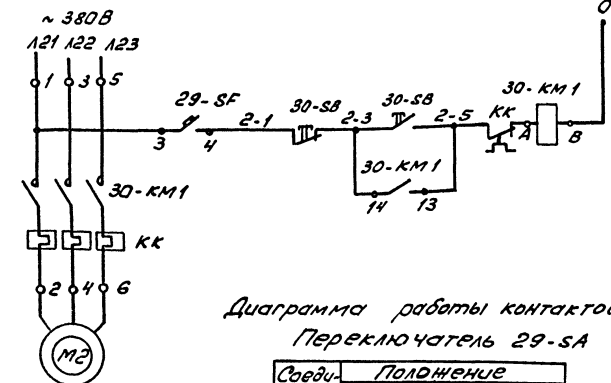 ~ 380В
Л21 Л22 Л23
О
1 3 5
29-SF
3 4
2-1
30-SB
2-3
30-SB
2-5
КК
30-КМ1
А В
30-КМ1
14 13
30-КМ1
КК
2 4 6
М2
Диаграмма работы контактов
Переключатель 29-SA
Соеди- Положение